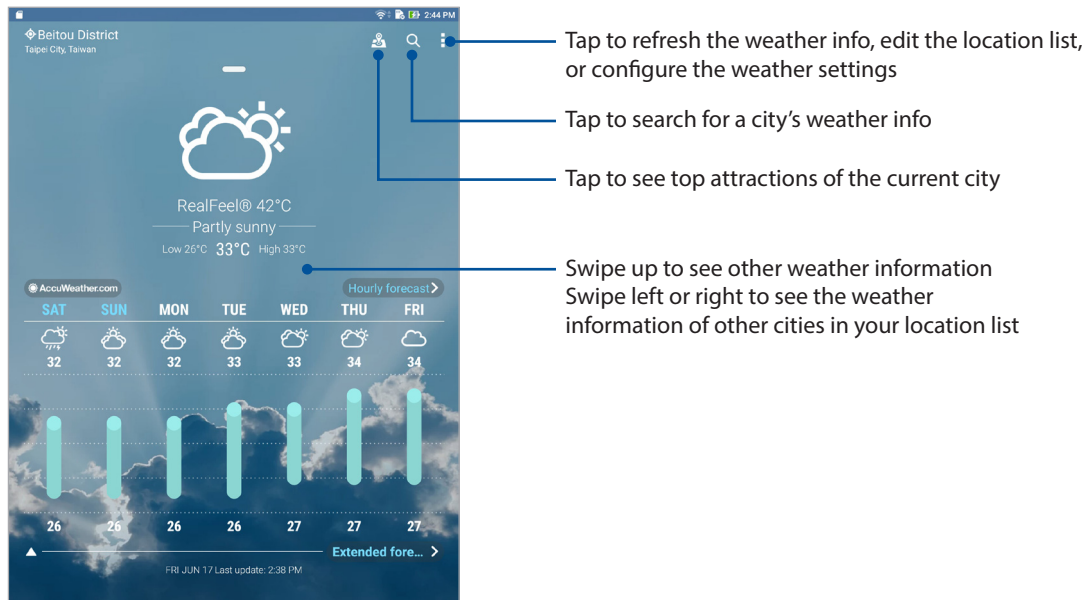 2:44 PM
Beitou District
Taipei City, Taiwan
Tap to refresh the weather info, edit the location list,
or configure the weather settings
Tap to search for a city’s weather info
Tap to see top attractions of the current city
RealFeel® 42°C
Partly sunny
Low 26°C 33°C High 33°C
Swipe up to see other weather information
Swipe left or right to see the weather
information of other cities in your location list
AccuWeather.com
Hourly forecast
SAT SUN MON TUE WED THU FRI
32 32 32 33 33 34 34
26 26 26 26 27 27 27
Extended fore...
FRI JUN 17 Last update: 2:38 PM